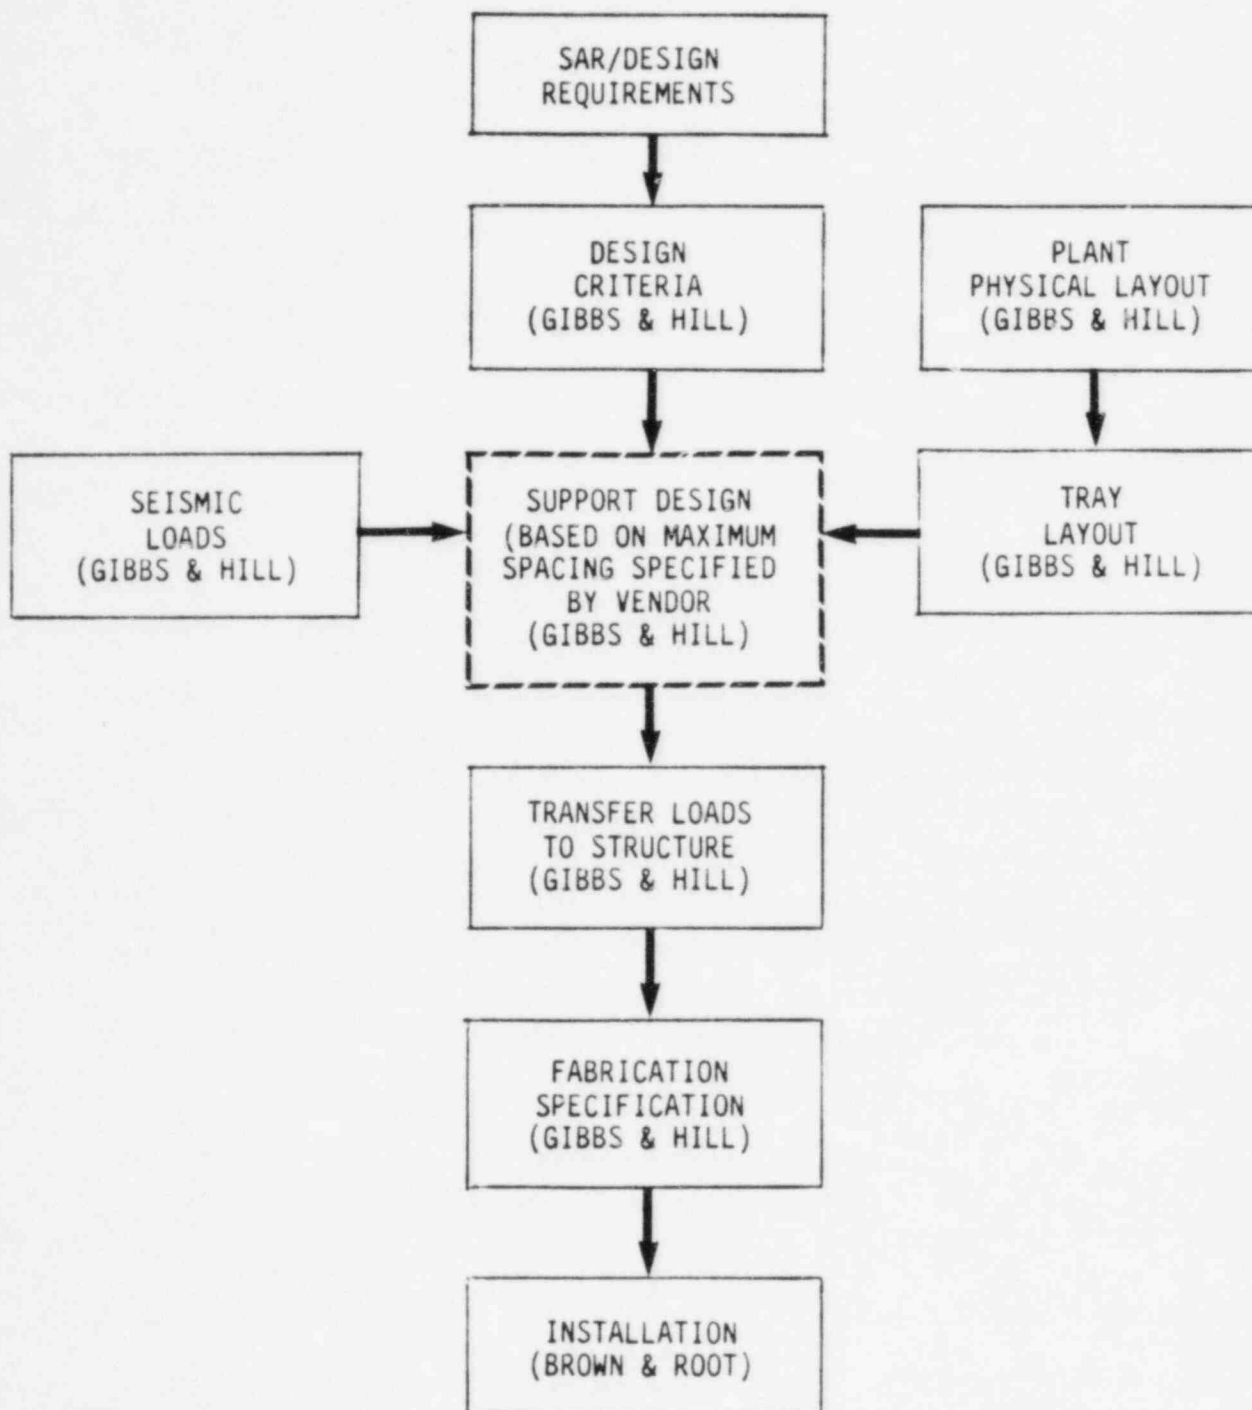 SAR/DESIGN
REQUIREMENTS
DESIGN
CRITERIA
(GIBBS & HILL)
PLANT
PHYSICAL LAYOUT
(GIBBS & HILL)
SEISMIC
LOADS
(GIBBS & HILL)
SUPPORT DESIGN
(BASED ON MAXIMUM
SPACING SPECIFIED
BY VENDOR
(GIBBS & HILL)
TRAY
LAYOUT
(GIBBS & HILL)
TRANSFER LOADS
TO STRUCTURE
(GIBBS & HILL)
FABRICATION
SPECIFICATION
(GIBBS & HILL)
INSTALLATION
(BROWN & ROOT)